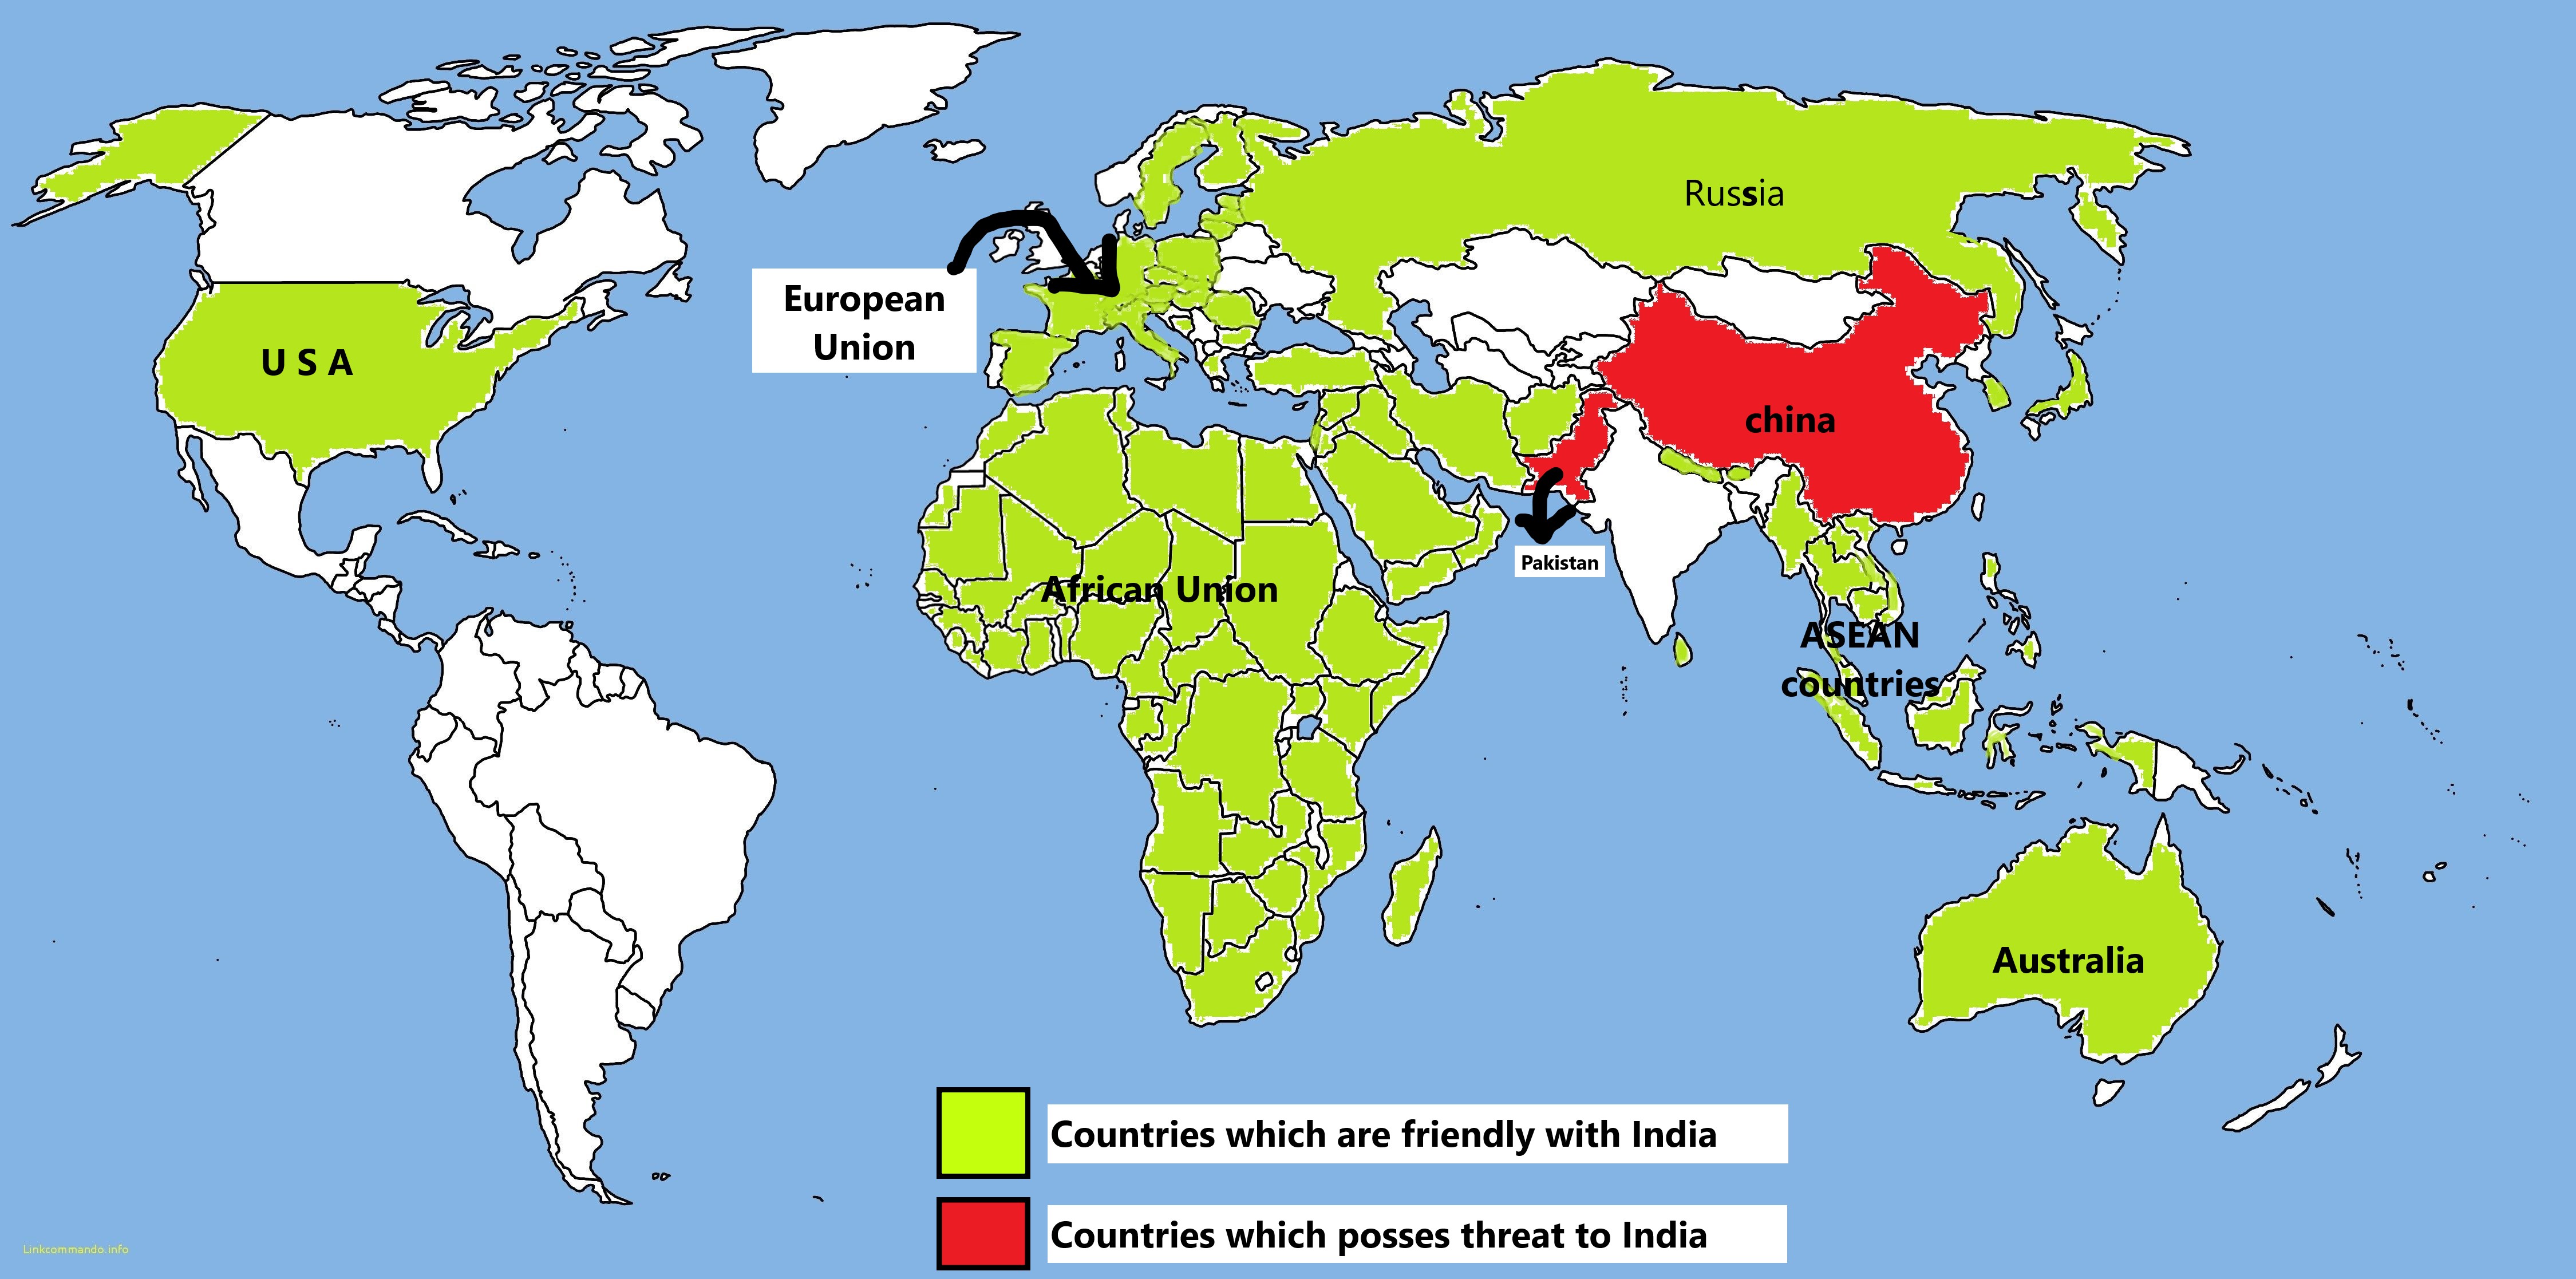 Russia
European
Union
U S A
china
Pakistan
African Union
ASEAN
countries
Australia
Countries which are friendly with India
Countries which posses threat to India
Linkcommando.info